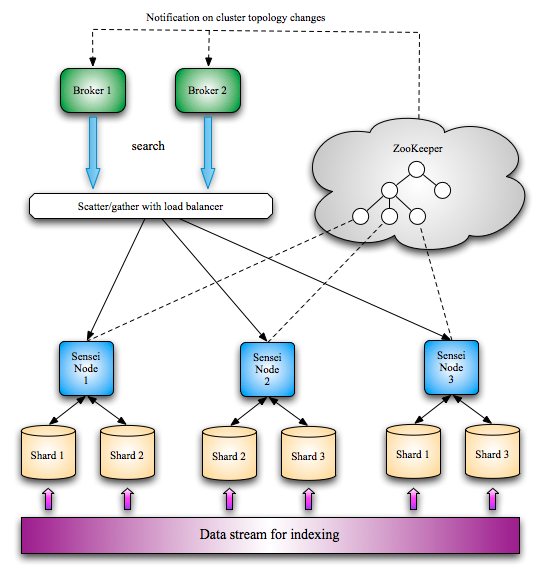 Notification on cluster topology changes
Broker 1
Broker 2
search
ZooKeeper
Scatter/gather with load balancer
Sensei
Node
1
Sensei
Node
2
Sensei
Node
3
Shard 1
Shard 2
Shard 2
Shard 3
Shard 1
Shard 3
Data stream for indexing